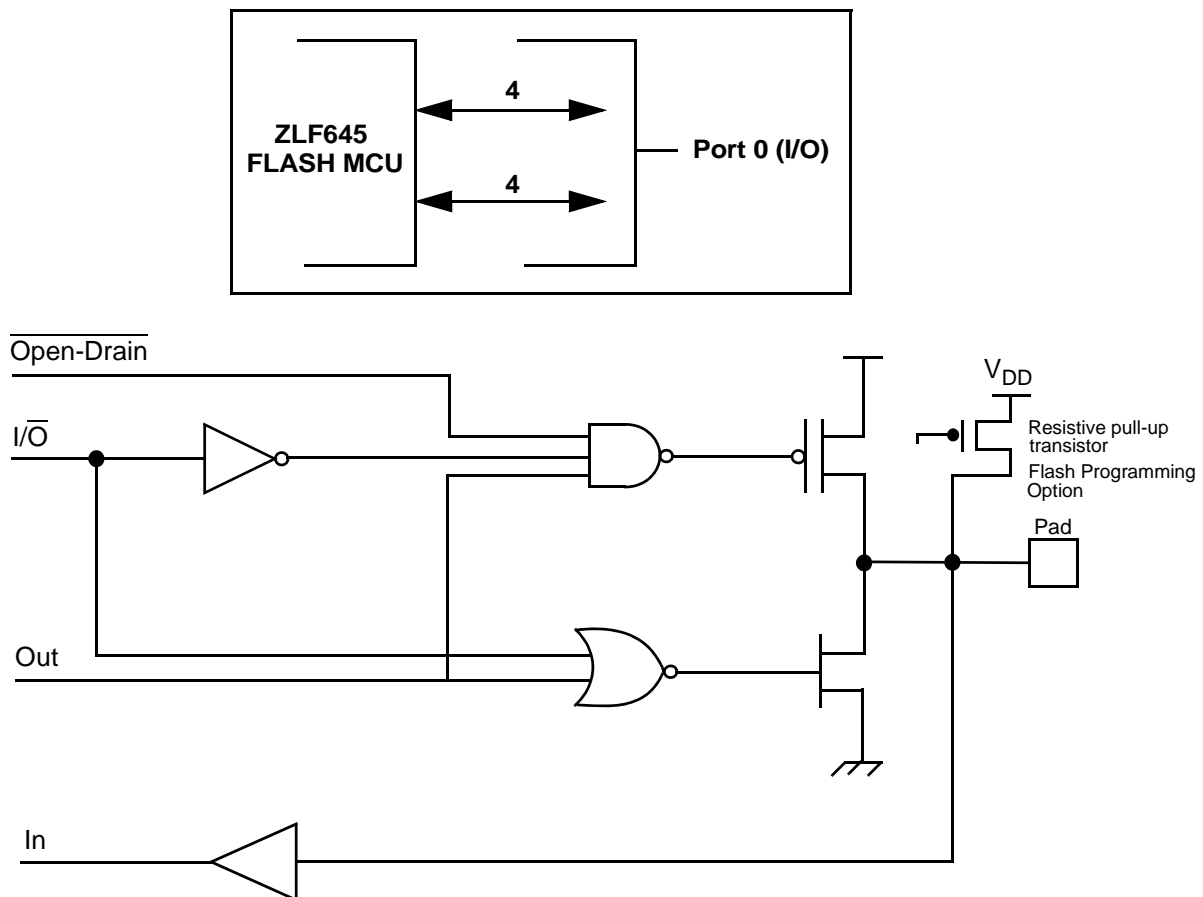 4
ZLF645
FLASH MCU
Port 0 (I/O)
4
Open-Drain
I/O
VDD
Resistive pull-up
transistor
Flash Programming
Option
Pad
Out
In